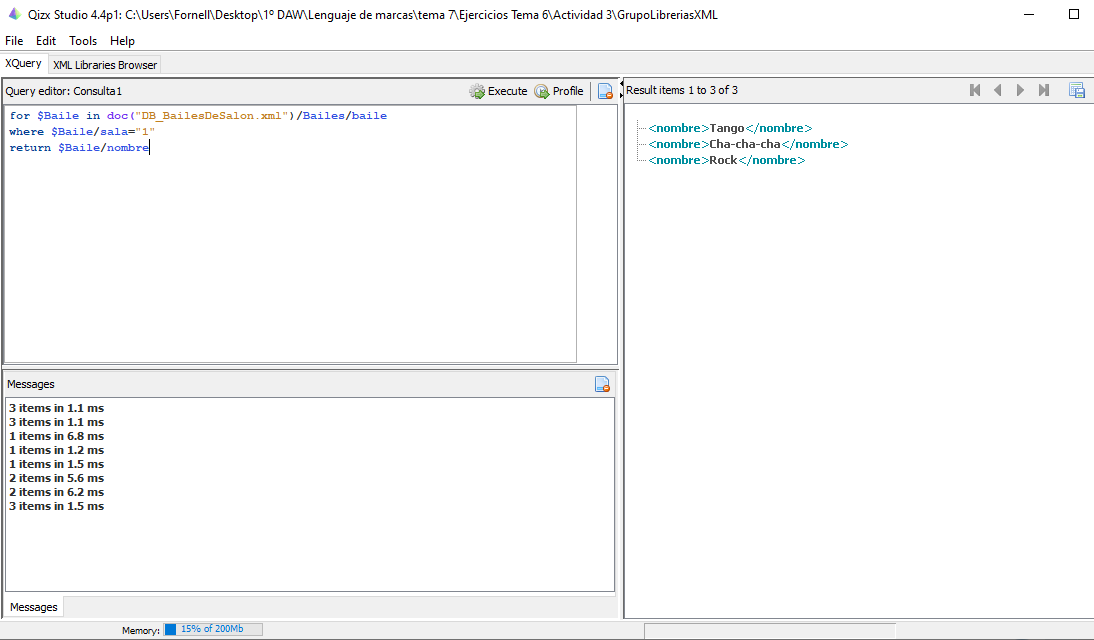 Qizx Studio 4.4p1: C:\Users\Fornell\Desktop\1º DAW\Lenguaje de marcas\tema 7\Ejercicios Tema 6\Actividad 3\GrupoLibreriasXML
File Edit Tools Help
XQuery XML Libraries Browser
Query editor: Consulta1 Execute Profile
for $Baile in doc("DB_BailesDeSalon.xml")/Bailes/baile
where $Baile/sala="1"
return $Baile/nombre
Result items 1 to 3 of 3
<nombre>Tango</nombre>
<nombre>Cha-cha-cha</nombre>
<nombre>Rock</nombre>
Messages
3 items in 1.1 ms
3 items in 1.1 ms
1 items in 6.8 ms
1 items in 1.2 ms
1 items in 1.5 ms
2 items in 5.6 ms
2 items in 6.2 ms
3 items in 1.5 ms
Messages
Memory: 15% of 200Mb